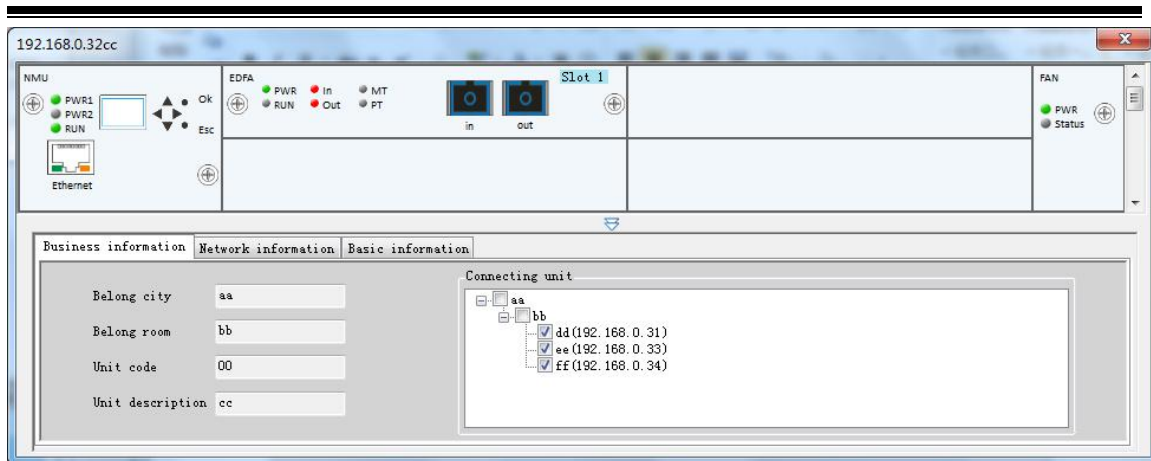 192.168.0.32cc
NMU
PWR1
PWR2
RUN
Ok
Esc
Ethernet
EDFA
PWR In MT
RUN Out PT
in out
Slot 1
FAN
PWR
Status
Business information Network information Basic information
Belong city aa
Belong room bb
Unit code 00
Unit description cc
Connecting unit
aa
bb
dd(192.168.0.31)
ee(192.168.0.33)
ff(192.168.0.34)